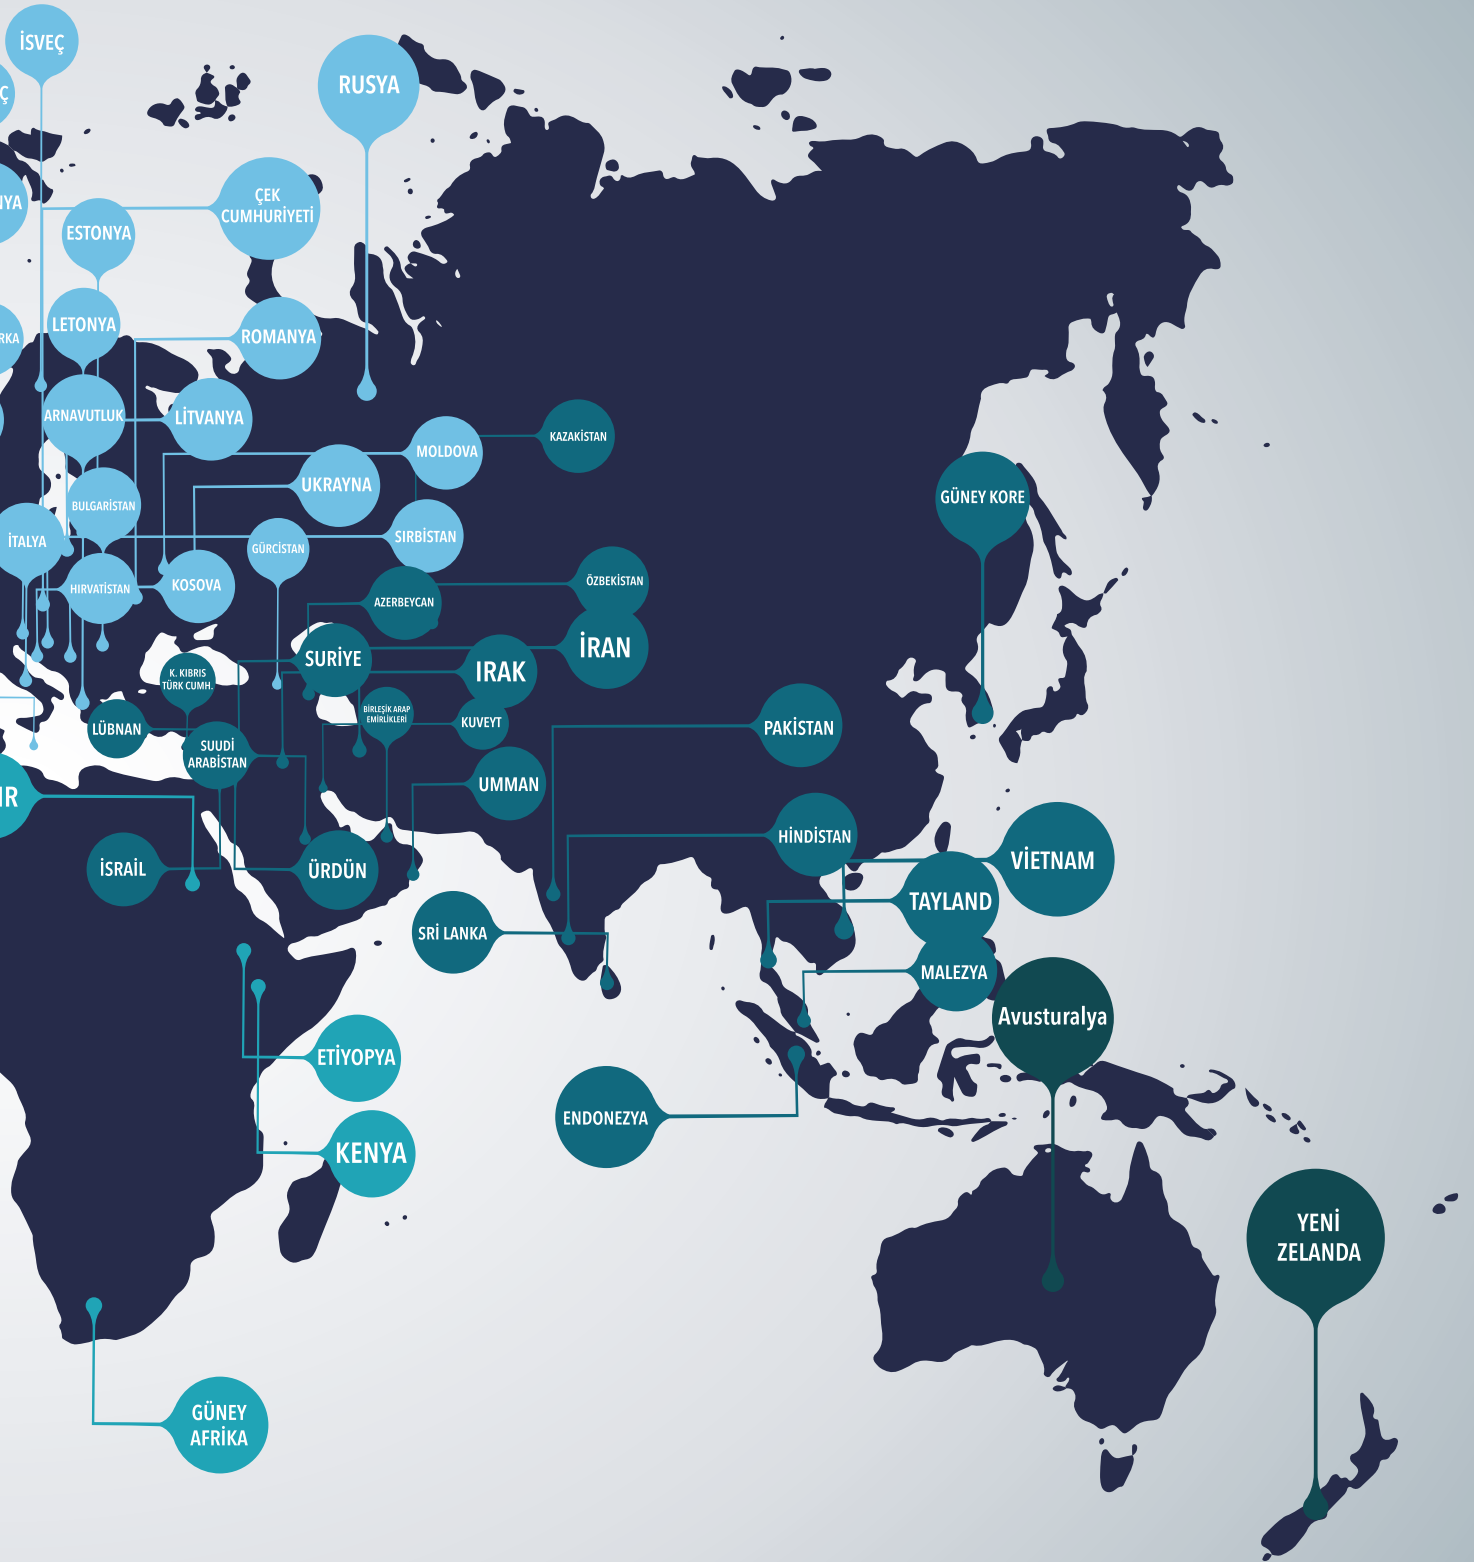 İSVEÇ
RUSYA
Ç
ÇEK
CUMHURİYETİ
NYA
ESTONYA
LETONYA
RKA
ROMANYA
ARNAVUTLUK
LİTVANYA
MOLDOVA
KAZAKİSTAN
UKRAYNA
GÜNEY KORE
BULGARİSTAN
İTALYA
GÜRCİSTAN
SIRBİSTAN
HIRVATİSTAN
KOSOVA
AZERBEYCAN
ÖZBEKİSTAN
SURİYE
IRAK
İRAN
K. KIBRIS
TÜRK CUMH.
BİRLEŞİK ARAP
EMİRLİKLERİ
KUVEYT
LÜBNAN
SUUDİ
ARABİSTAN
PAKİSTAN
UMMAN
IR
HİNDİSTAN
VİETNAM
İSRAİL
ÜRDÜN
TAYLAND
SRİ LANKA
MALEZYA
Avusturalya
ETİYOPYA
ENDONEZYA
KENYA
YENİ
ZELANDA
GÜNEY
AFRİKA